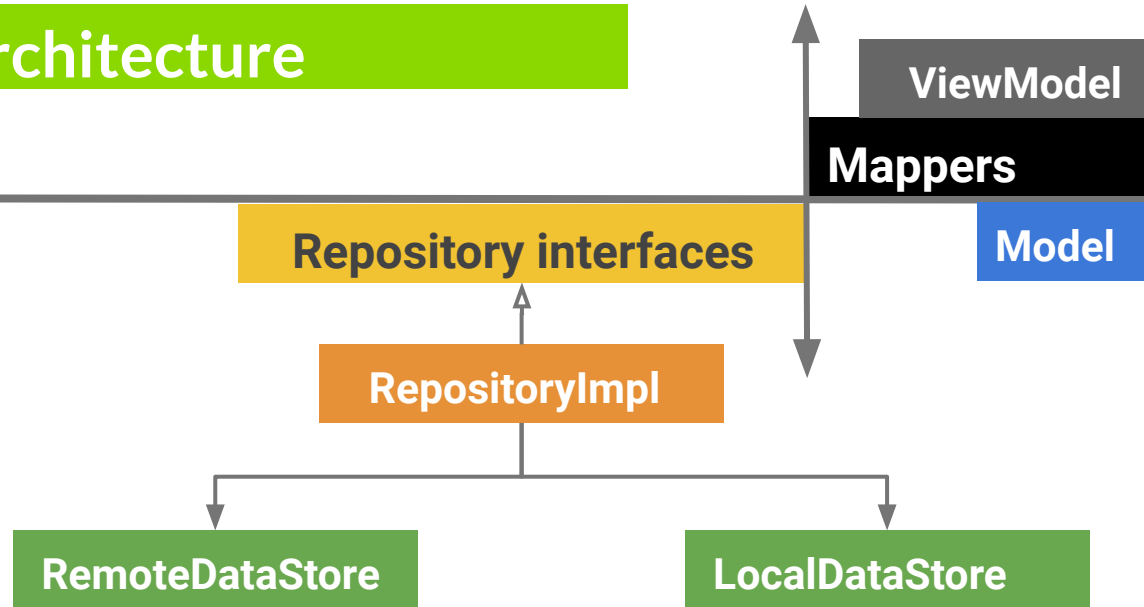 rchitecture
ViewModel
Mappers
Repository interfaces
Model
RepositoryImpl
RemoteDataStore
LocalDataStore